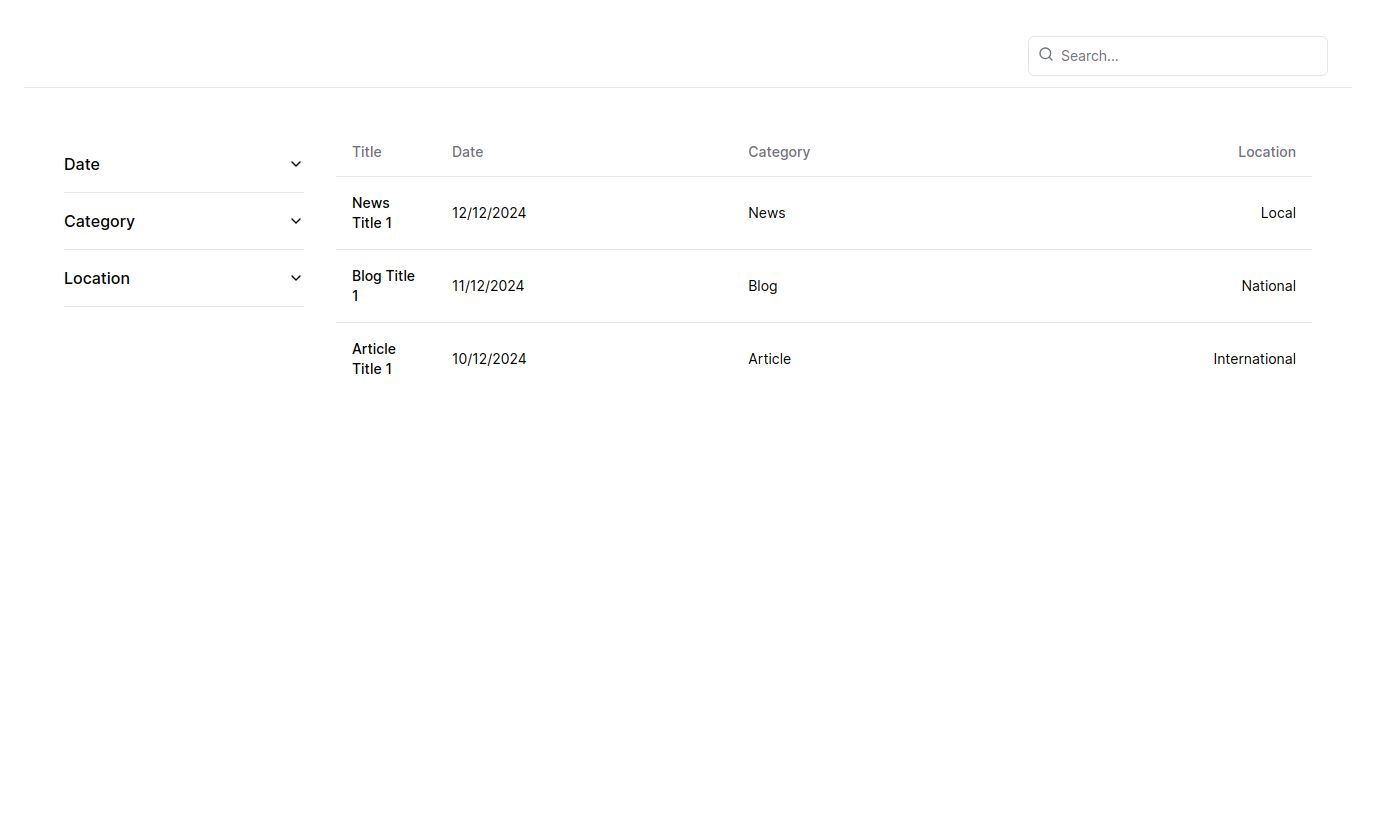 Search...
Date
Category
Location
Title Date Category Location
News
Title 1 12/12/2024 News Local
Blog Title
1 11/12/2024 Blog National
Article
Title 1 10/12/2024 Article International